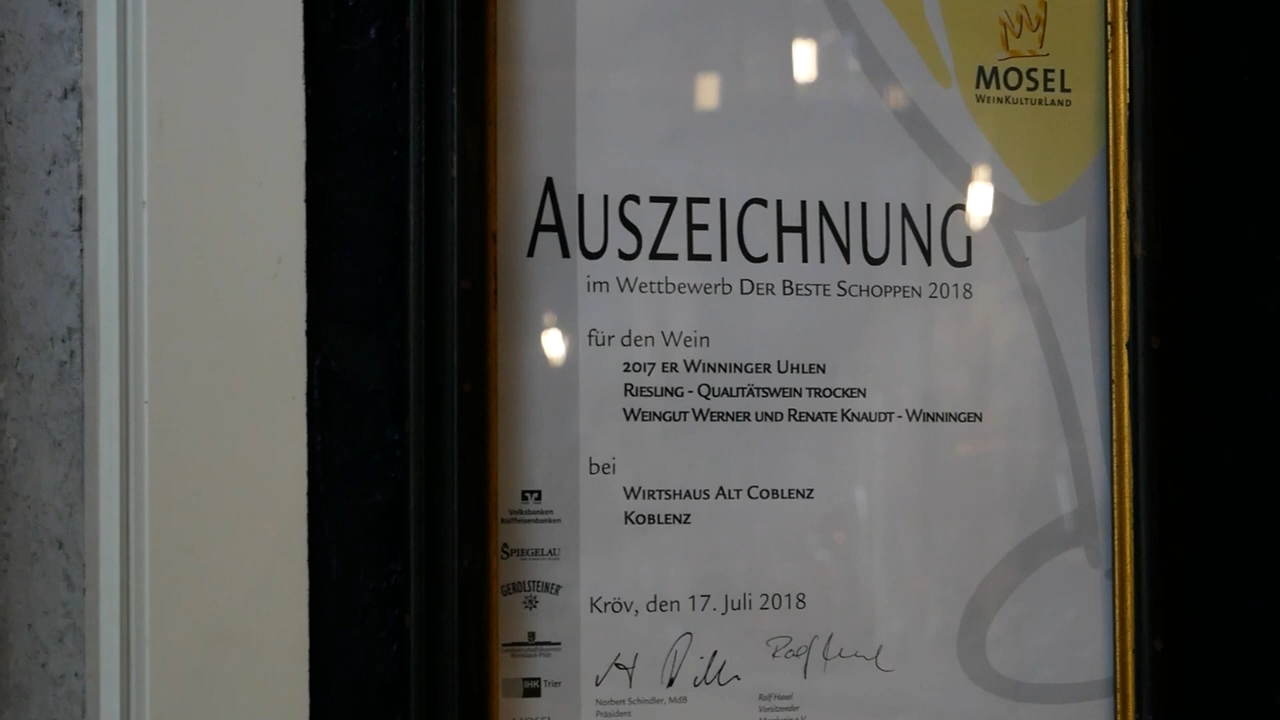 MOSEL
WEINKULTURLAND
AUSZEICHNUNG
im Wettbewerb DER BESTE SCHOPPEN 2018
für den Wein
2017 ER WINNINGER UHLEN
RIESLING - QUALITÄTSWEIN TROCKEN
WEINGUT WERNER UND RENATE KNAUDT - WINNINGEN
bei
WIRTSHAUS ALT COBLENZ
KOBLENZ
Volksbanken
Raiffeisenbanken
SPIEGELAU
GEROLSTEINER
IHK Trier
Kröv, den 17. Juli 2018
Norbert Schindler, MdB
Präsident
Rolf Hasel
Vorsitzender